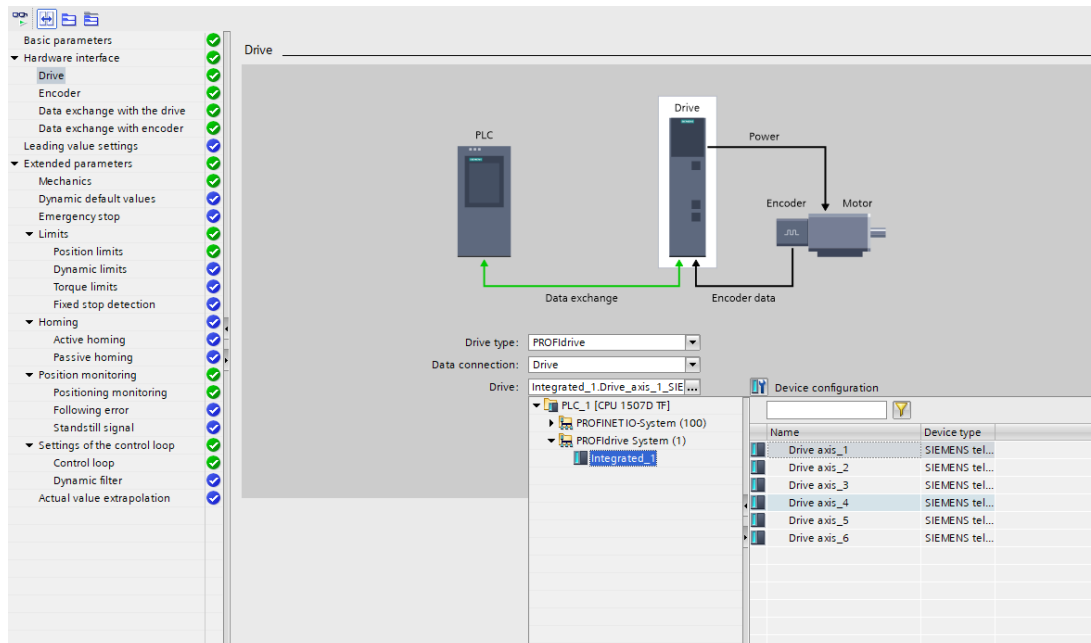 Basic parameters
Hardware interface
Drive
Encoder
Data exchange with the drive
Data exchange with encoder
Leading value settings
Extended parameters
Mechanics
Dynamic default values
Emergency stop
Limits
Position limits
Dynamic limits
Torque limits
Fixed stop detection
Homing
Active homing
Passive homing
Position monitoring
Positioning monitoring
Following error
Standstill signal
Settings of the control loop
Control loop
Dynamic filter
Actual value extrapolation
Drive
PLC
Drive
Power
Encoder
Motor
Data exchange
Encoder data
Drive type: PROFIdrive
Data connection: Drive
Drive: Integrated_1.Drive_axis_1_SIE ...
PLC_1 [CPU 1507D TF]
PROFINET IO-System (100)
PROFIdrive System (1)
Integrated_1
Device configuration
Name Device type
Drive axis_1 SIEMENS tel...
Drive axis_2 SIEMENS tel...
Drive axis_3 SIEMENS tel...
Drive axis_4 SIEMENS tel...
Drive axis_5 SIEMENS tel...
Drive axis_6 SIEMENS tel...